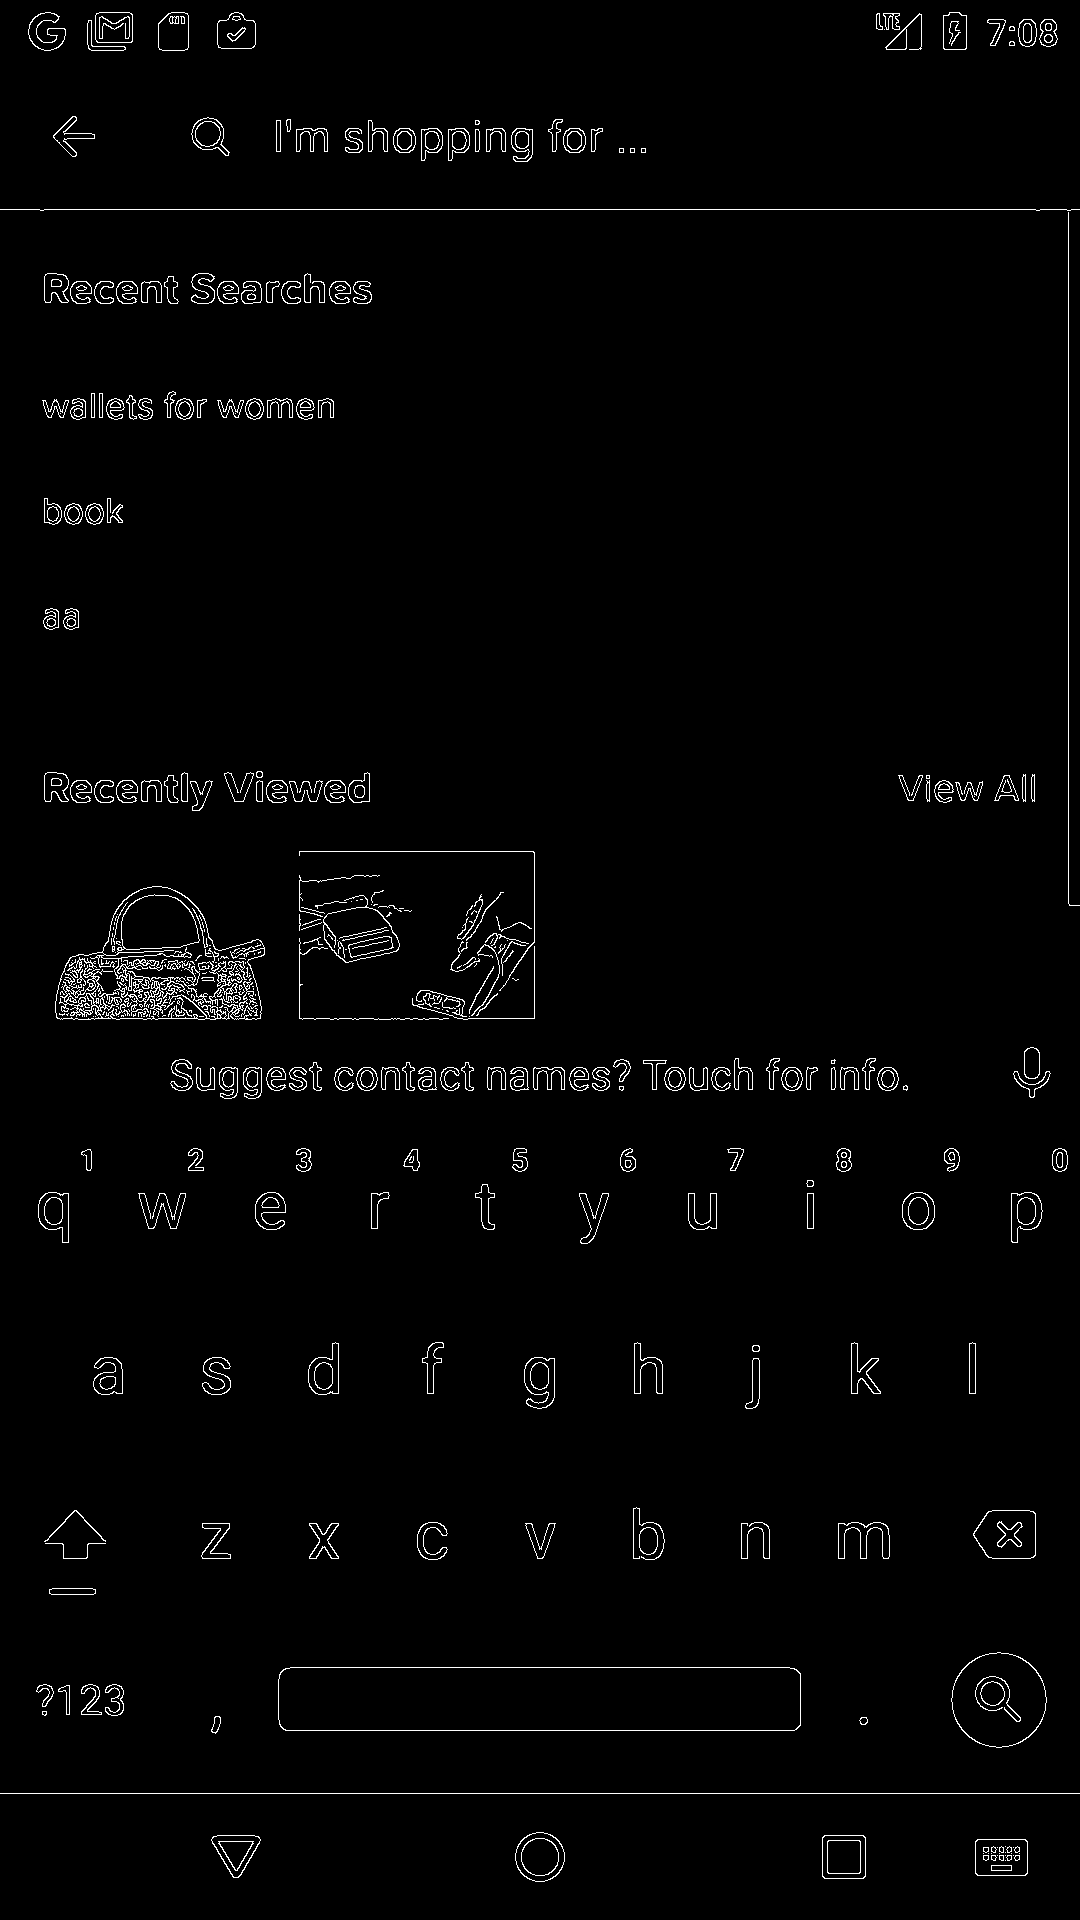 LTE 7:08
I'm shopping for ...
Recent Searches
wallets for women
book
aa
Recently Viewed View All
Suggest contact names? Touch for info.
1 2 3 4 5 6 7 8 9 0
q w e r t y u i o p
a s d f g h j k l
z x c v b n m
?123 , .